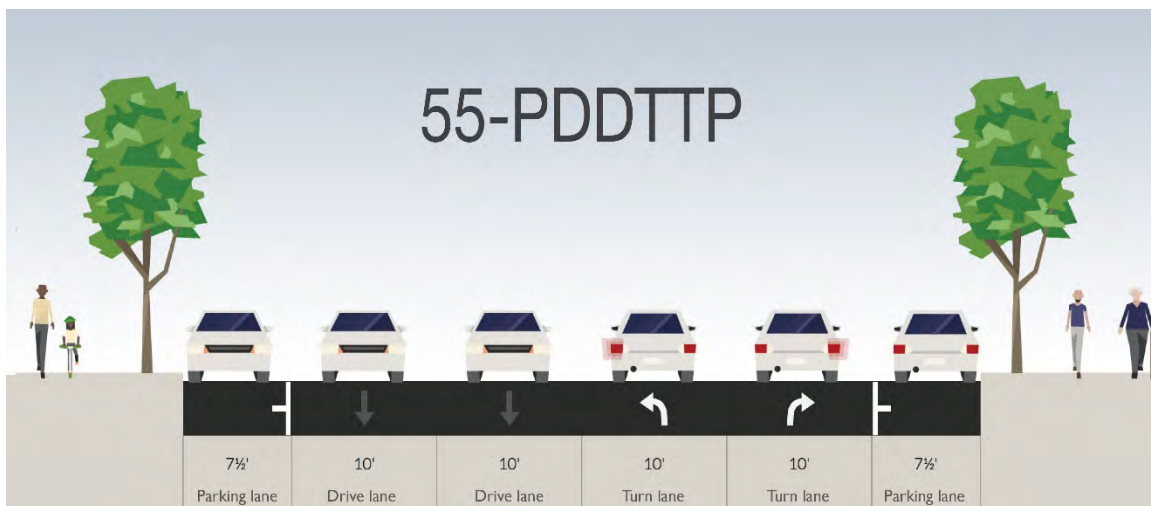 55-PDDTTP
7½' 10' 10' 10' 10' 7½'
Parking lane Drive lane Drive lane Turn lane Turn lane Parking lane